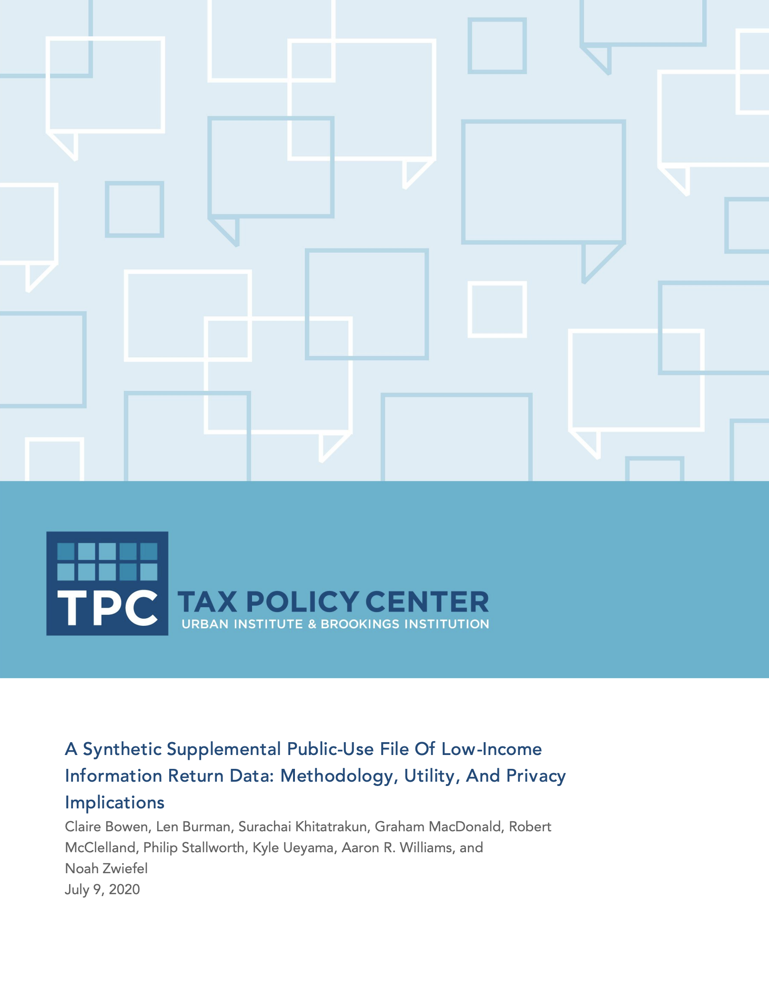 TPC
TAX POLICY CENTER
URBAN INSTITUTE & BROOKINGS INSTITUTION
A Synthetic Supplemental Public-Use File Of Low-Income
Information Return Data: Methodology, Utility, And Privacy
Implications
Claire Bowen, Len Burman, Surachai Khitatrakun, Graham MacDonald, Robert
McClelland, Philip Stallworth, Kyle Ueyama, Aaron R. Williams, and
Noah Zwiefel
July 9, 2020